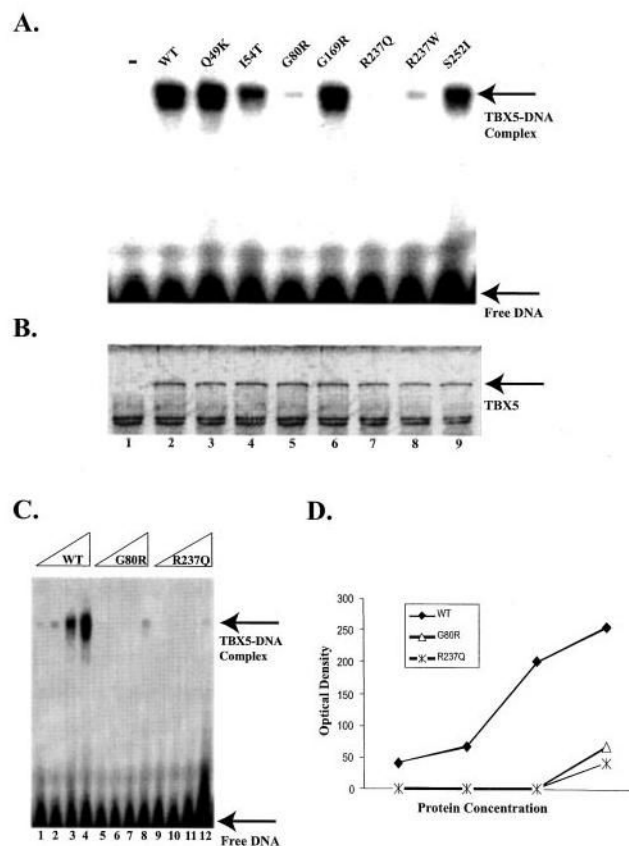 A.
- WT Q49K I54T G80R G169R R237Q R237W S252I
TBX5-DNA
Complex
Free DNA
B.
TBX5
1 2 3 4 5 6 7 8 9
C.
WT G80R R237Q
TBX5-DNA
Complex
1 2 3 4 5 6 7 8 9 10 11 12
Free DNA
D.
300
250
200
150
100
50
0
Optical Density
WT
G80R
R237Q
Protein Concentration